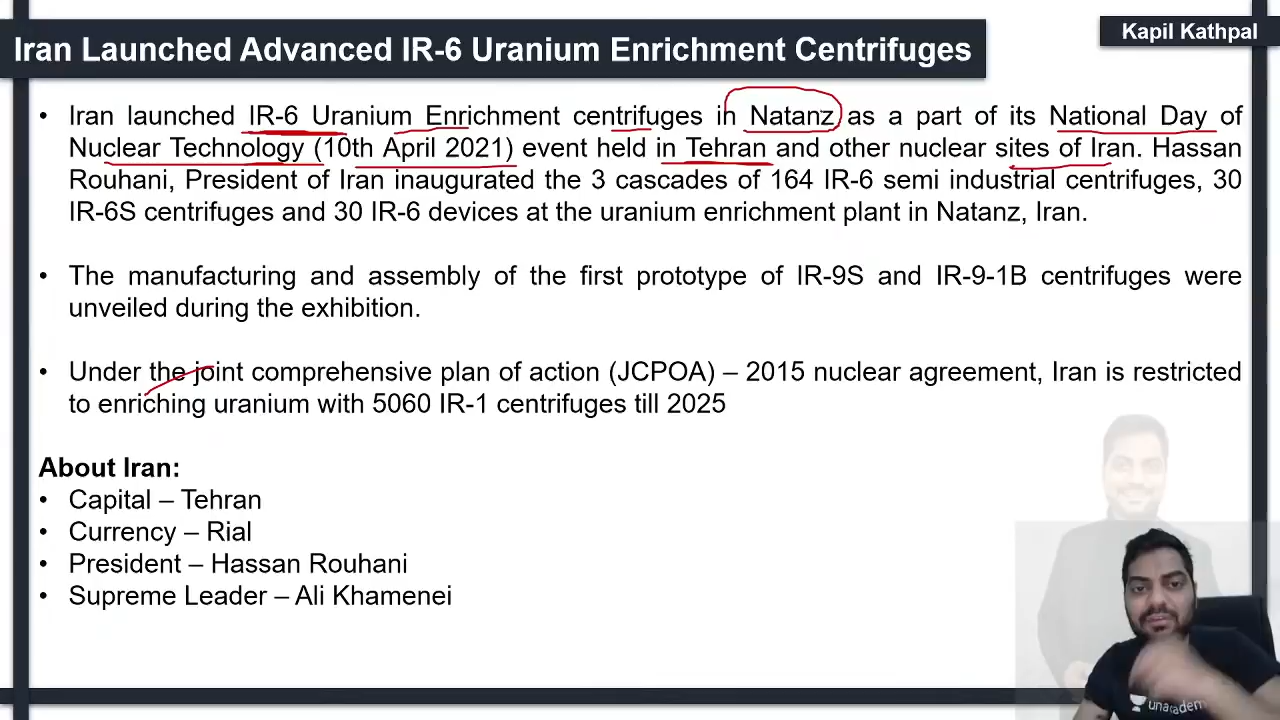 Iran Launched Advanced IR-6 Uranium Enrichment Centrifuges
Kapil Kathpal
• Iran launched IR-6 Uranium Enrichment centrifuges in Natanz as a part of its National Day of
Nuclear Technology (10th April 2021) event held in Tehran and other nuclear sites of Iran. Hassan
Rouhani, President of Iran inaugurated the 3 cascades of 164 IR-6 semi industrial centrifuges, 30
IR-6S centrifuges and 30 IR-6 devices at the uranium enrichment plant in Natanz, Iran.
• The manufacturing and assembly of the first prototype of IR-9S and IR-9-1B centrifuges were
unveiled during the exhibition.
• Under the joint comprehensive plan of action (JCPOA) – 2015 nuclear agreement, Iran is restricted
to enriching uranium with 5060 IR-1 centrifuges till 2025
About Iran:
• Capital – Tehran
• Currency – Rial
• President – Hassan Rouhani
• Supreme Leader – Ali Khamenei